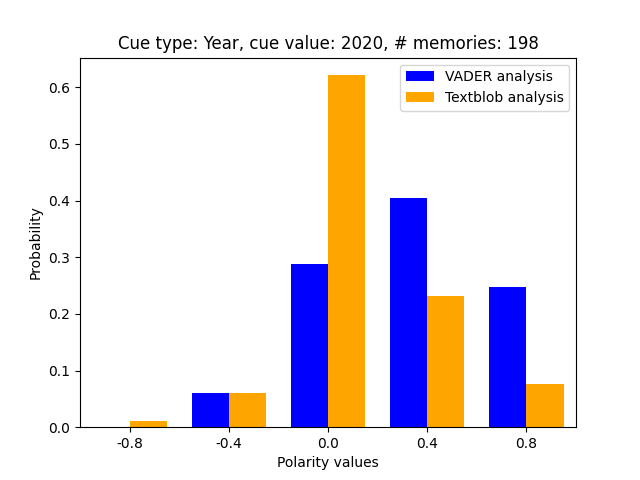 Cue type: Year, cue value: 2020, # memories: 198
VADER analysis
Textblob analysis
0.6
0.5
0.4
0.3
0.2
0.1
0.0
Probability
-0.8 -0.4 0.0 0.4 0.8
Polarity values